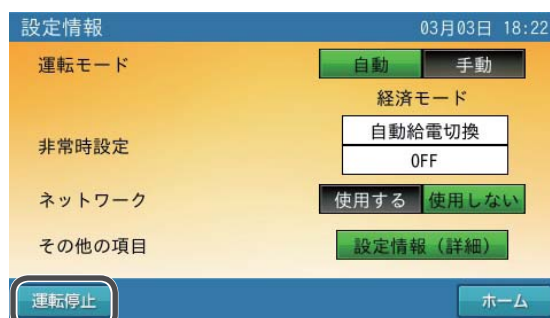 設定情報 03月03日 18:22
運転モード 自動 手動
経済モード
非常時設定 自動給電切換
OFF
ネットワーク 使用する 使用しない
その他の項目 設定情報（詳細）
運転停止 ホーム